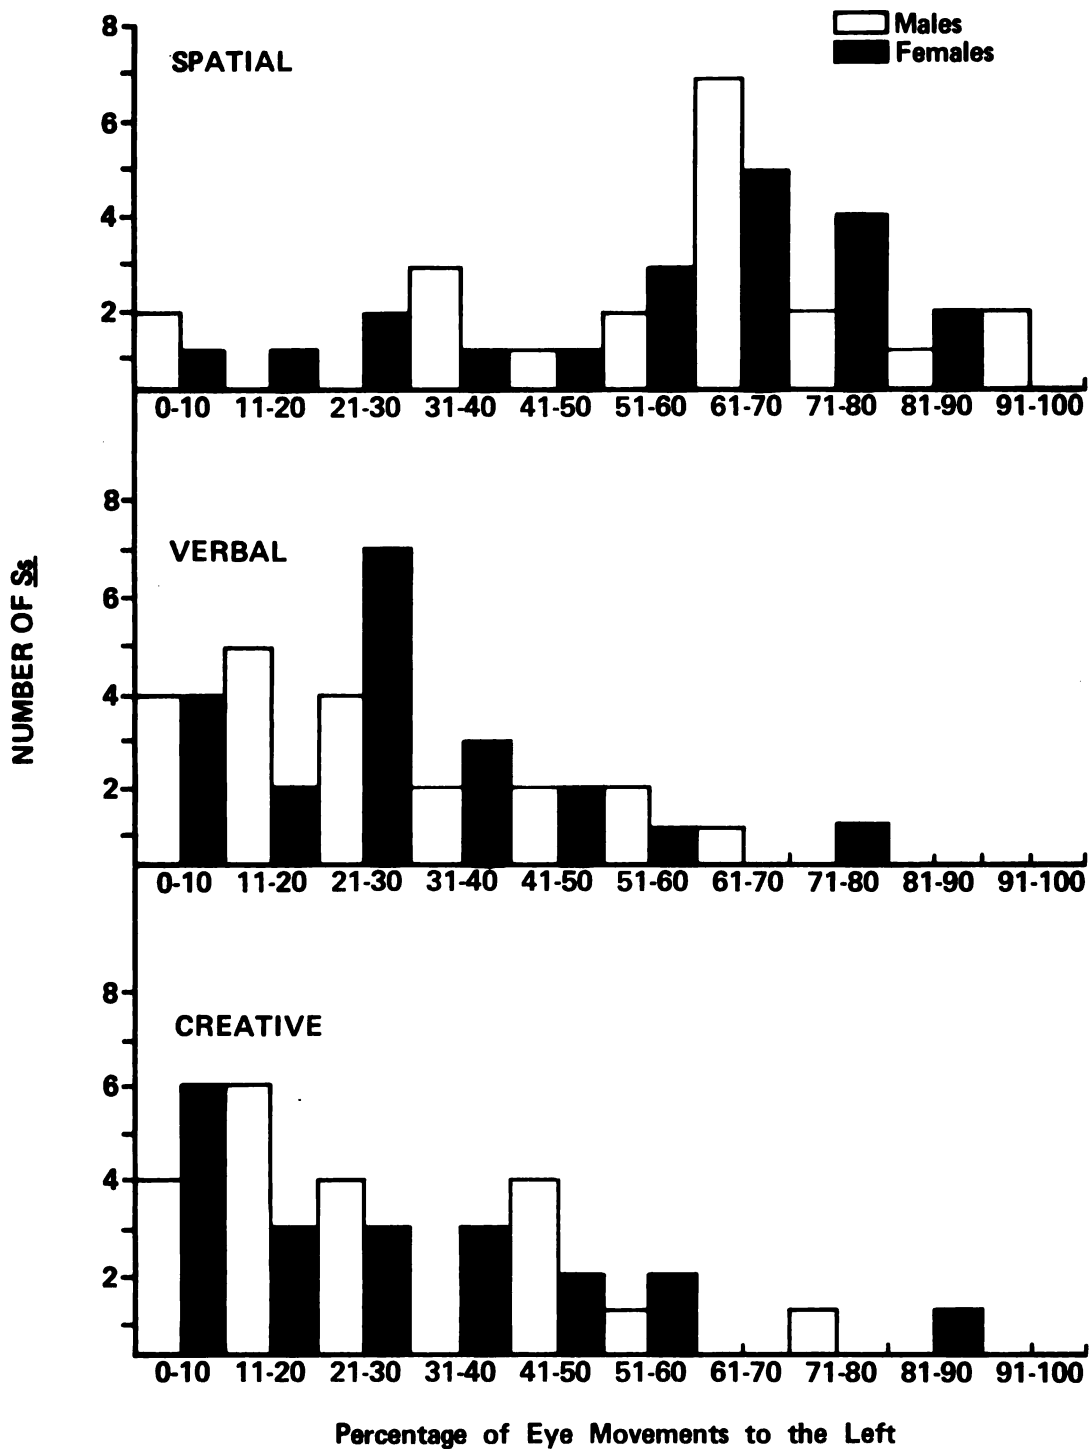 Males
Females
SPATIAL
8
6
4
2
0-10 11-20 21-30 31-40 41-50 51-60 61-70 71-80 81-90 91-100
VERBAL
8
6
4
2
0-10 11-20 21-30 31-40 41-50 51-60 61-70 71-80 81-90 91-100
NUMBER OF Ss
CREATIVE
8
6
4
2
0-10 11-20 21-30 31-40 41-50 51-60 61-70 71-80 81-90 91-100
Percentage of Eye Movements to the Left